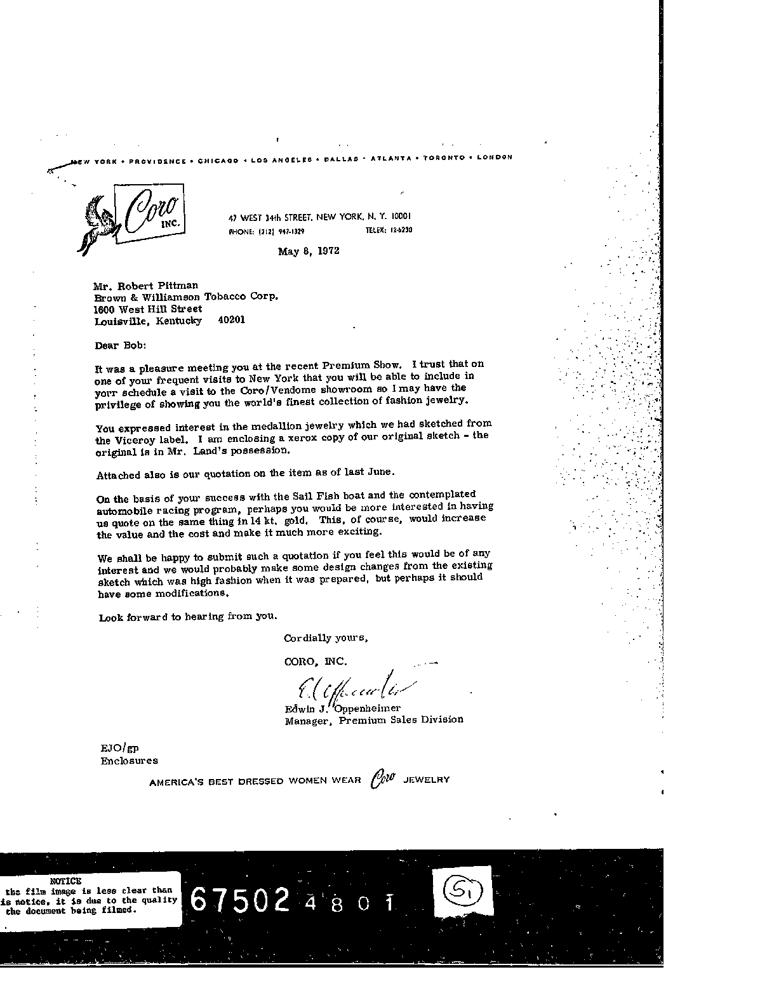 NEW YORK • PROVIDENCE • CHICAGO • LOS ANGELES • DALLAS • ATLANTA • TORONTO • LONDON
Coro
INC.
47 WEST 34th STREET, NEW YORK, N. Y. 10001
PHONE: (212) 947-1329 TELEX: 12-6230
May 8, 1972
Mr. Robert Pittman
Brown & Williamson Tobacco Corp.
1600 West Hill Street
Louisville, Kentucky 40201
Dear Bob:
It was a pleasure meeting you at the recent Premium Show. I trust that on
one of your frequent visits to New York that you will be able to include in
yorr schedule a visit to the Coro/Vendome showroom so I may have the
privilege of showing you the world's finest collection of fashion jewelry.
You expressed interest in the medallion jewelry which we had sketched from
the Viceroy label. I am enclosing a xerox copy of our original sketch - the
original is in Mr. Land's possession.
Attached also is our quotation on the item as of last June.
On the basis of your success with the Sail Fish boat and the contemplated
automobile racing program, perhaps you would be more interested in having
us quote on the same thing in 14 kt. gold. This, of course, would increase
the value and the cost and make it much more exciting.
We shall be happy to submit such a quotation if you feel this would be of any
interest and we would probably make some design changes from the existing
sketch which was high fashion when it was prepared, but perhaps it should
have some modifications.
Look forward to hearing from you.
Cordially yours,
CORO, INC.
Edwin J. Oppenheimer
Manager, Premium Sales Division
EJO/gp
Enclosures
AMERICA'S BEST DRESSED WOMEN WEAR Coro JEWELRY
NOTICE
the film image is less clear than
is notice, it is due to the quality
the document being filmed.
67502 4801
51